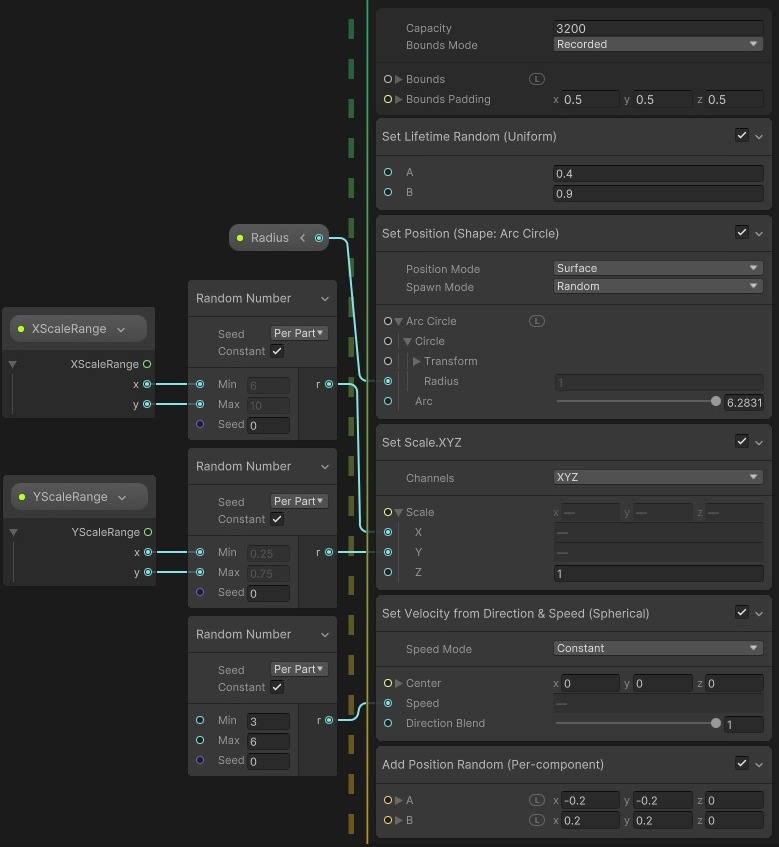 Capacity 3200
Bounds Mode Recorded
Bounds L
Bounds Padding x 0.5 y 0.5 z 0.5
Set Lifetime Random (Uniform)
A 0.4
B 0.9
Radius
Set Position (Shape: Arc Circle)
Position Mode Surface
Spawn Mode Random
Arc Circle L
Circle
Transform
Radius 1
Arc 6.2831
XScaleRange
XScaleRange
x
y
Random Number
Seed Per Part
Constant
Min 6 r
Max 10
Seed 0
Set Scale.XYZ
Channels XYZ
Scale x — y — z —
X —
Y —
Z 1
YScaleRange
YScaleRange
x
y
Random Number
Seed Per Part
Constant
Min 0.25 r
Max 0.75
Seed 0
Set Velocity from Direction & Speed (Spherical)
Speed Mode Constant
Center x 0 y 0 z 0
Speed —
Direction Blend 1
Random Number
Seed Per Part
Constant
Min 3 r
Max 6
Seed 0
Add Position Random (Per-component)
A L x -0.2 y -0.2 z 0
B L x 0.2 y 0.2 z 0